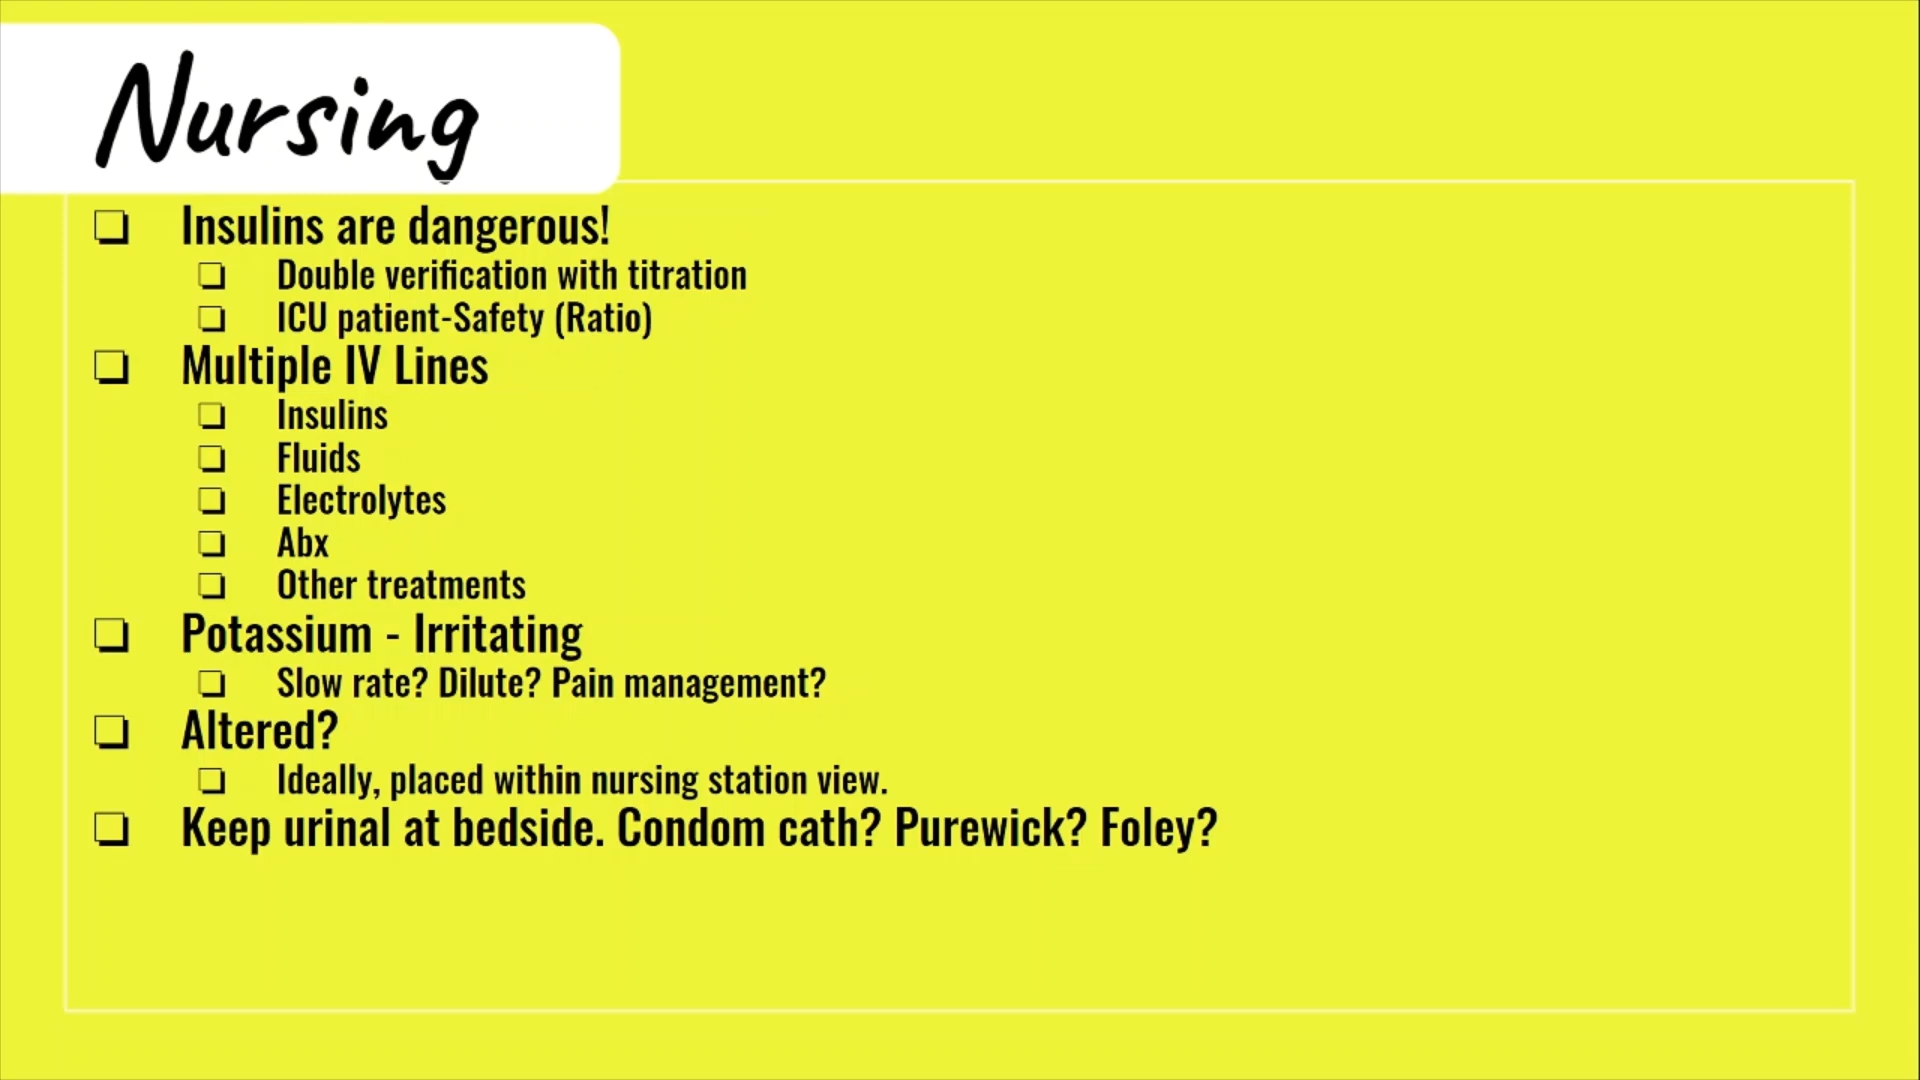 Nursing
Insulins are dangerous!
Double verification with titration
ICU patient-Safety (Ratio)
Multiple IV Lines
Insulins
Fluids
Electrolytes
Abx
Other treatments
Potassium - Irritating
Slow rate? Dilute? Pain management?
Altered?
Ideally, placed within nursing station view.
Keep urinal at bedside. Condom cath? Purewick? Foley?